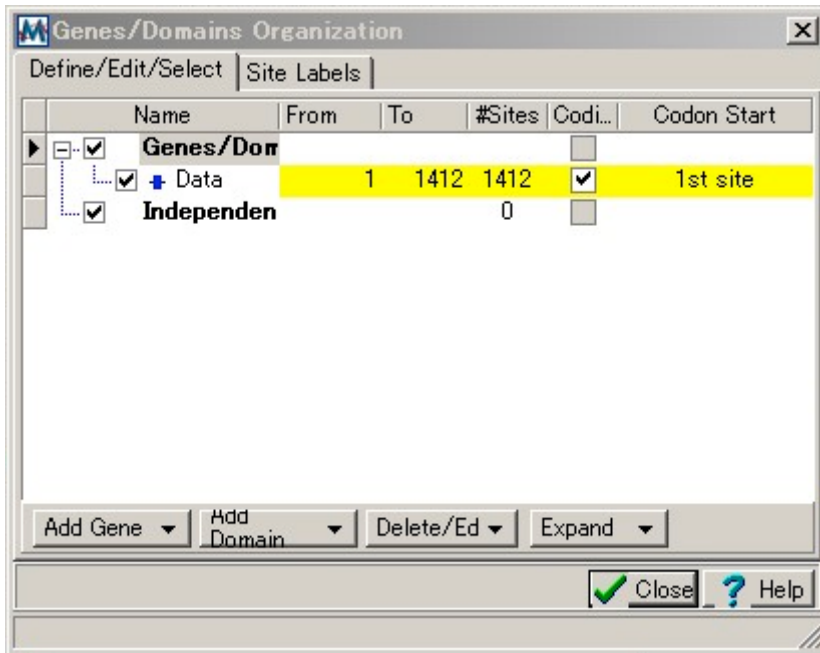 Genes/Domains Organization
Define/Edit/Select Site Labels
Name From To #Sites Codi... Codon Start
Genes/Dom
Data 1 1412 1412 1st site
Independen 0
Add Gene Add Domain Delete/Ed Expand
Close ? Help